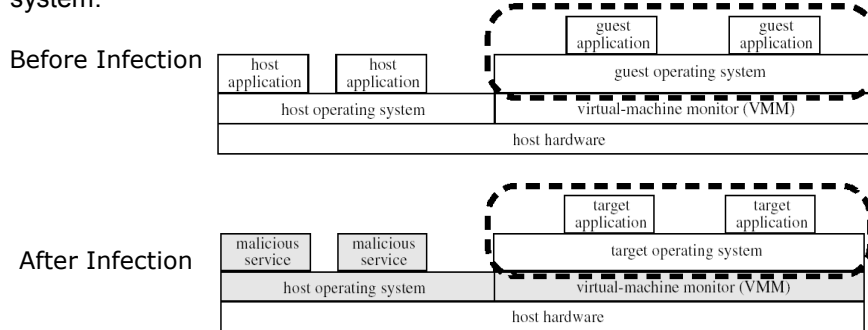 system:
Before Infection
host application
host application
guest application
guest application
guest operating system
host operating system
virtual-machine monitor (VMM)
host hardware
After Infection
malicious service
malicious service
target application
target application
target operating system
host operating system
virtual-machine monitor (VMM)
host hardware